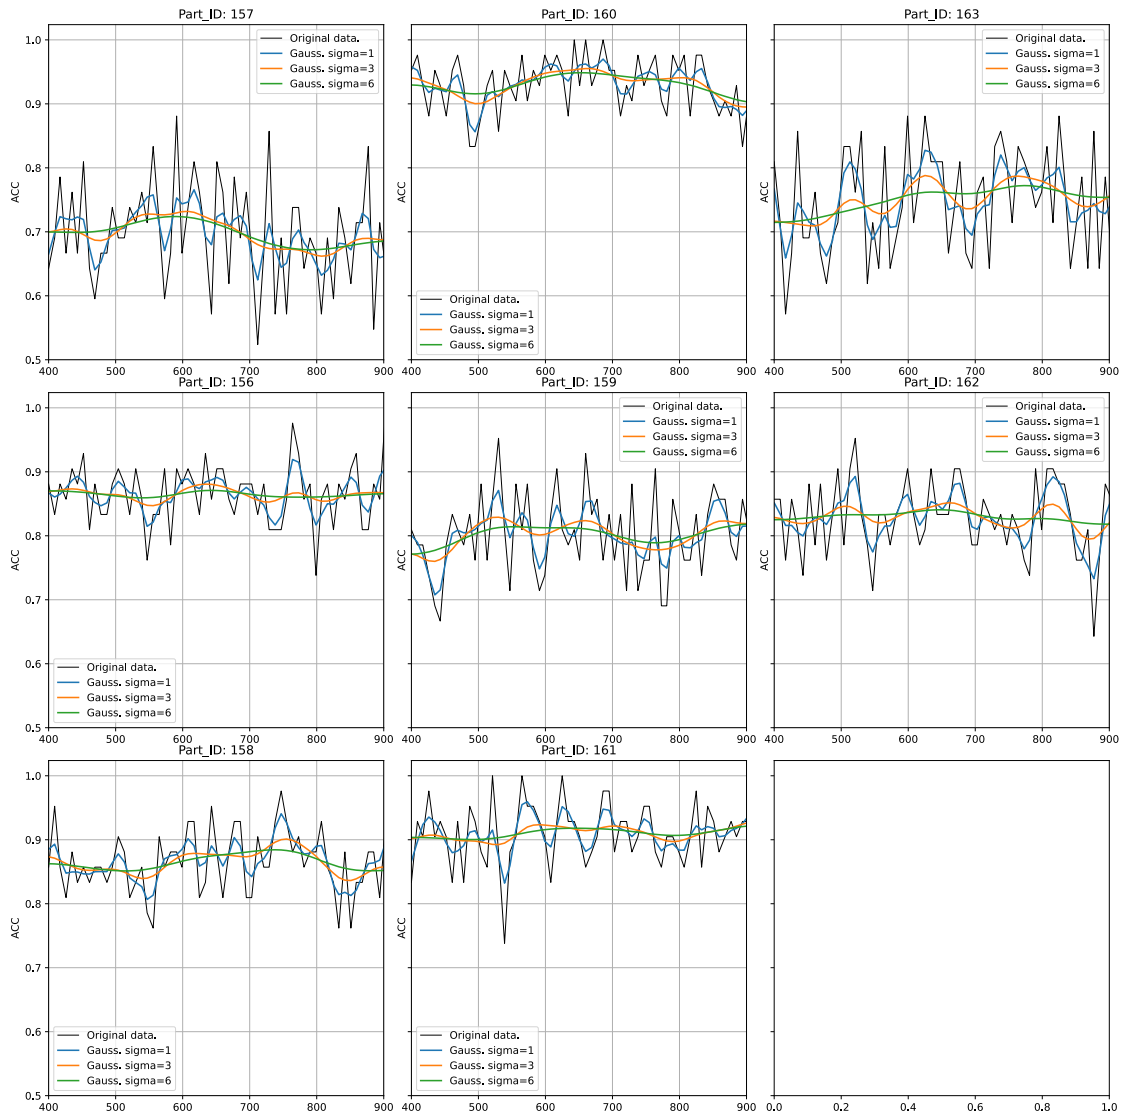 Part_ID: 157
Part_ID: 160
Part_ID: 163
1.0
0.9
0.8
0.7
0.6
0.5
ACC
ACC
ACC
Original data.
Gauss. sigma=1
Gauss. sigma=3
Gauss. sigma=6
Original data.
Gauss. sigma=1
Gauss. sigma=3
Gauss. sigma=6
Original data.
Gauss. sigma=1
Gauss. sigma=3
Gauss. sigma=6
400 500 600 700 800 900
400 500 600 700 800 900
400 500 600 700 800 900
Part_ID: 156
Part_ID: 159
Part_ID: 162
1.0
0.9
0.8
0.7
0.6
0.5
ACC
ACC
ACC
Original data.
Gauss. sigma=1
Gauss. sigma=3
Gauss. sigma=6
Original data.
Gauss. sigma=1
Gauss. sigma=3
Gauss. sigma=6
Original data.
Gauss. sigma=1
Gauss. sigma=3
Gauss. sigma=6
400 500 600 700 800 900
400 500 600 700 800 900
400 500 600 700 800 900
Part_ID: 158
Part_ID: 161
1.0
0.9
0.8
0.7
0.6
0.5
ACC
ACC
Original data.
Gauss. sigma=1
Gauss. sigma=3
Gauss. sigma=6
Original data.
Gauss. sigma=1
Gauss. sigma=3
Gauss. sigma=6
400 500 600 700 800 900
400 500 600 700 800 900
0.0 0.2 0.4 0.6 0.8 1.0